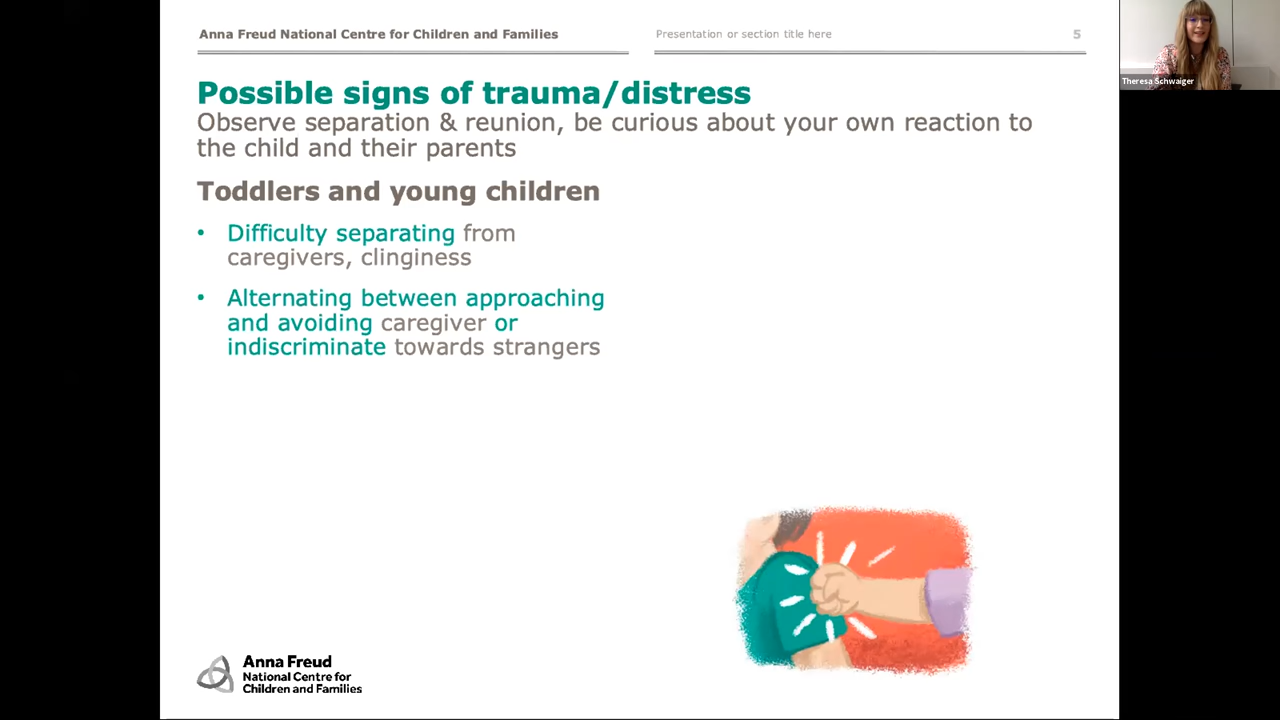 Anna Freud National Centre for Children and Families
Presentation or section title here
5
Theresa Schwaiger
Possible signs of trauma/distress
Observe separation & reunion, be curious about your own reaction to
the child and their parents
Toddlers and young children
• Difficulty separating from
caregivers, clinginess
• Alternating between approaching
and avoiding caregiver or
indiscriminate towards strangers
Anna Freud
National Centre for
Children and Families